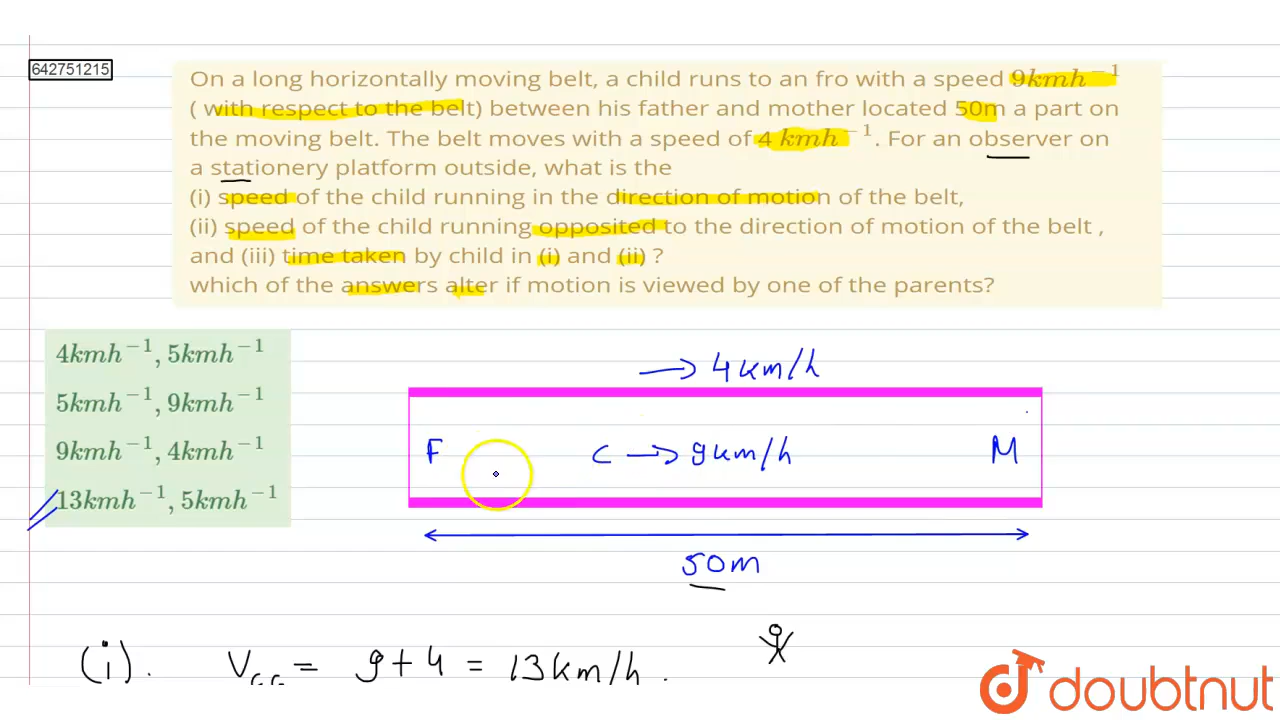 642751215
On a long horizontally moving belt, a child runs to an fro with a speed 9kmh⁻¹
( with respect to the belt) between his father and mother located 50m a part on
the moving belt. The belt moves with a speed of 4 kmh⁻¹. For an observer on
a stationery platform outside, what is the
(i) speed of the child running in the direction of motion of the belt,
(ii) speed of the child running opposited to the direction of motion of the belt ,
and (iii) time taken by child in (i) and (ii) ?
which of the answers alter if motion is viewed by one of the parents?
4kmh⁻¹, 5kmh⁻¹
5kmh⁻¹, 9kmh⁻¹
9kmh⁻¹, 4kmh⁻¹
13kmh⁻¹, 5kmh⁻¹
→ 4km/h
F C → 9km/h M
50m
(i). V = 9+4 = 13km/h.
doubtnut